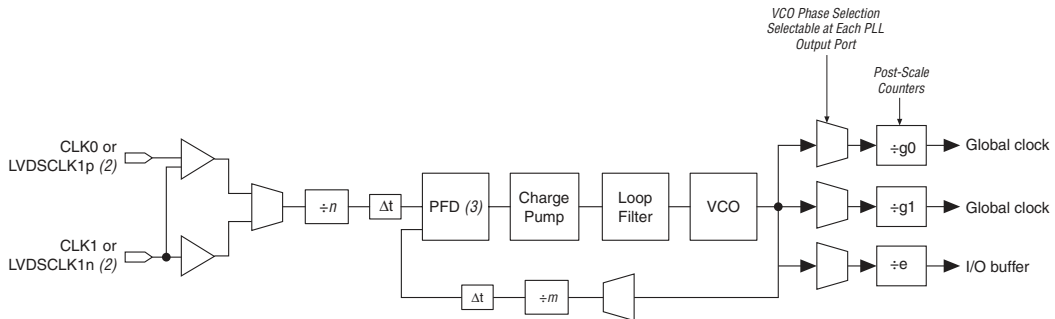 VCO Phase Selection
Selectable at Each PLL
Output Port
Post-Scale
Counters
CLK0 or
LVDSCLK1p (2)
÷g0
Global clock
÷n
Δt
PFD (3)
Charge
Pump
Loop
Filter
VCO
÷g1
Global clock
CLK1 or
LVDSCLK1n (2)
÷e
I/O buffer
Δt
÷m